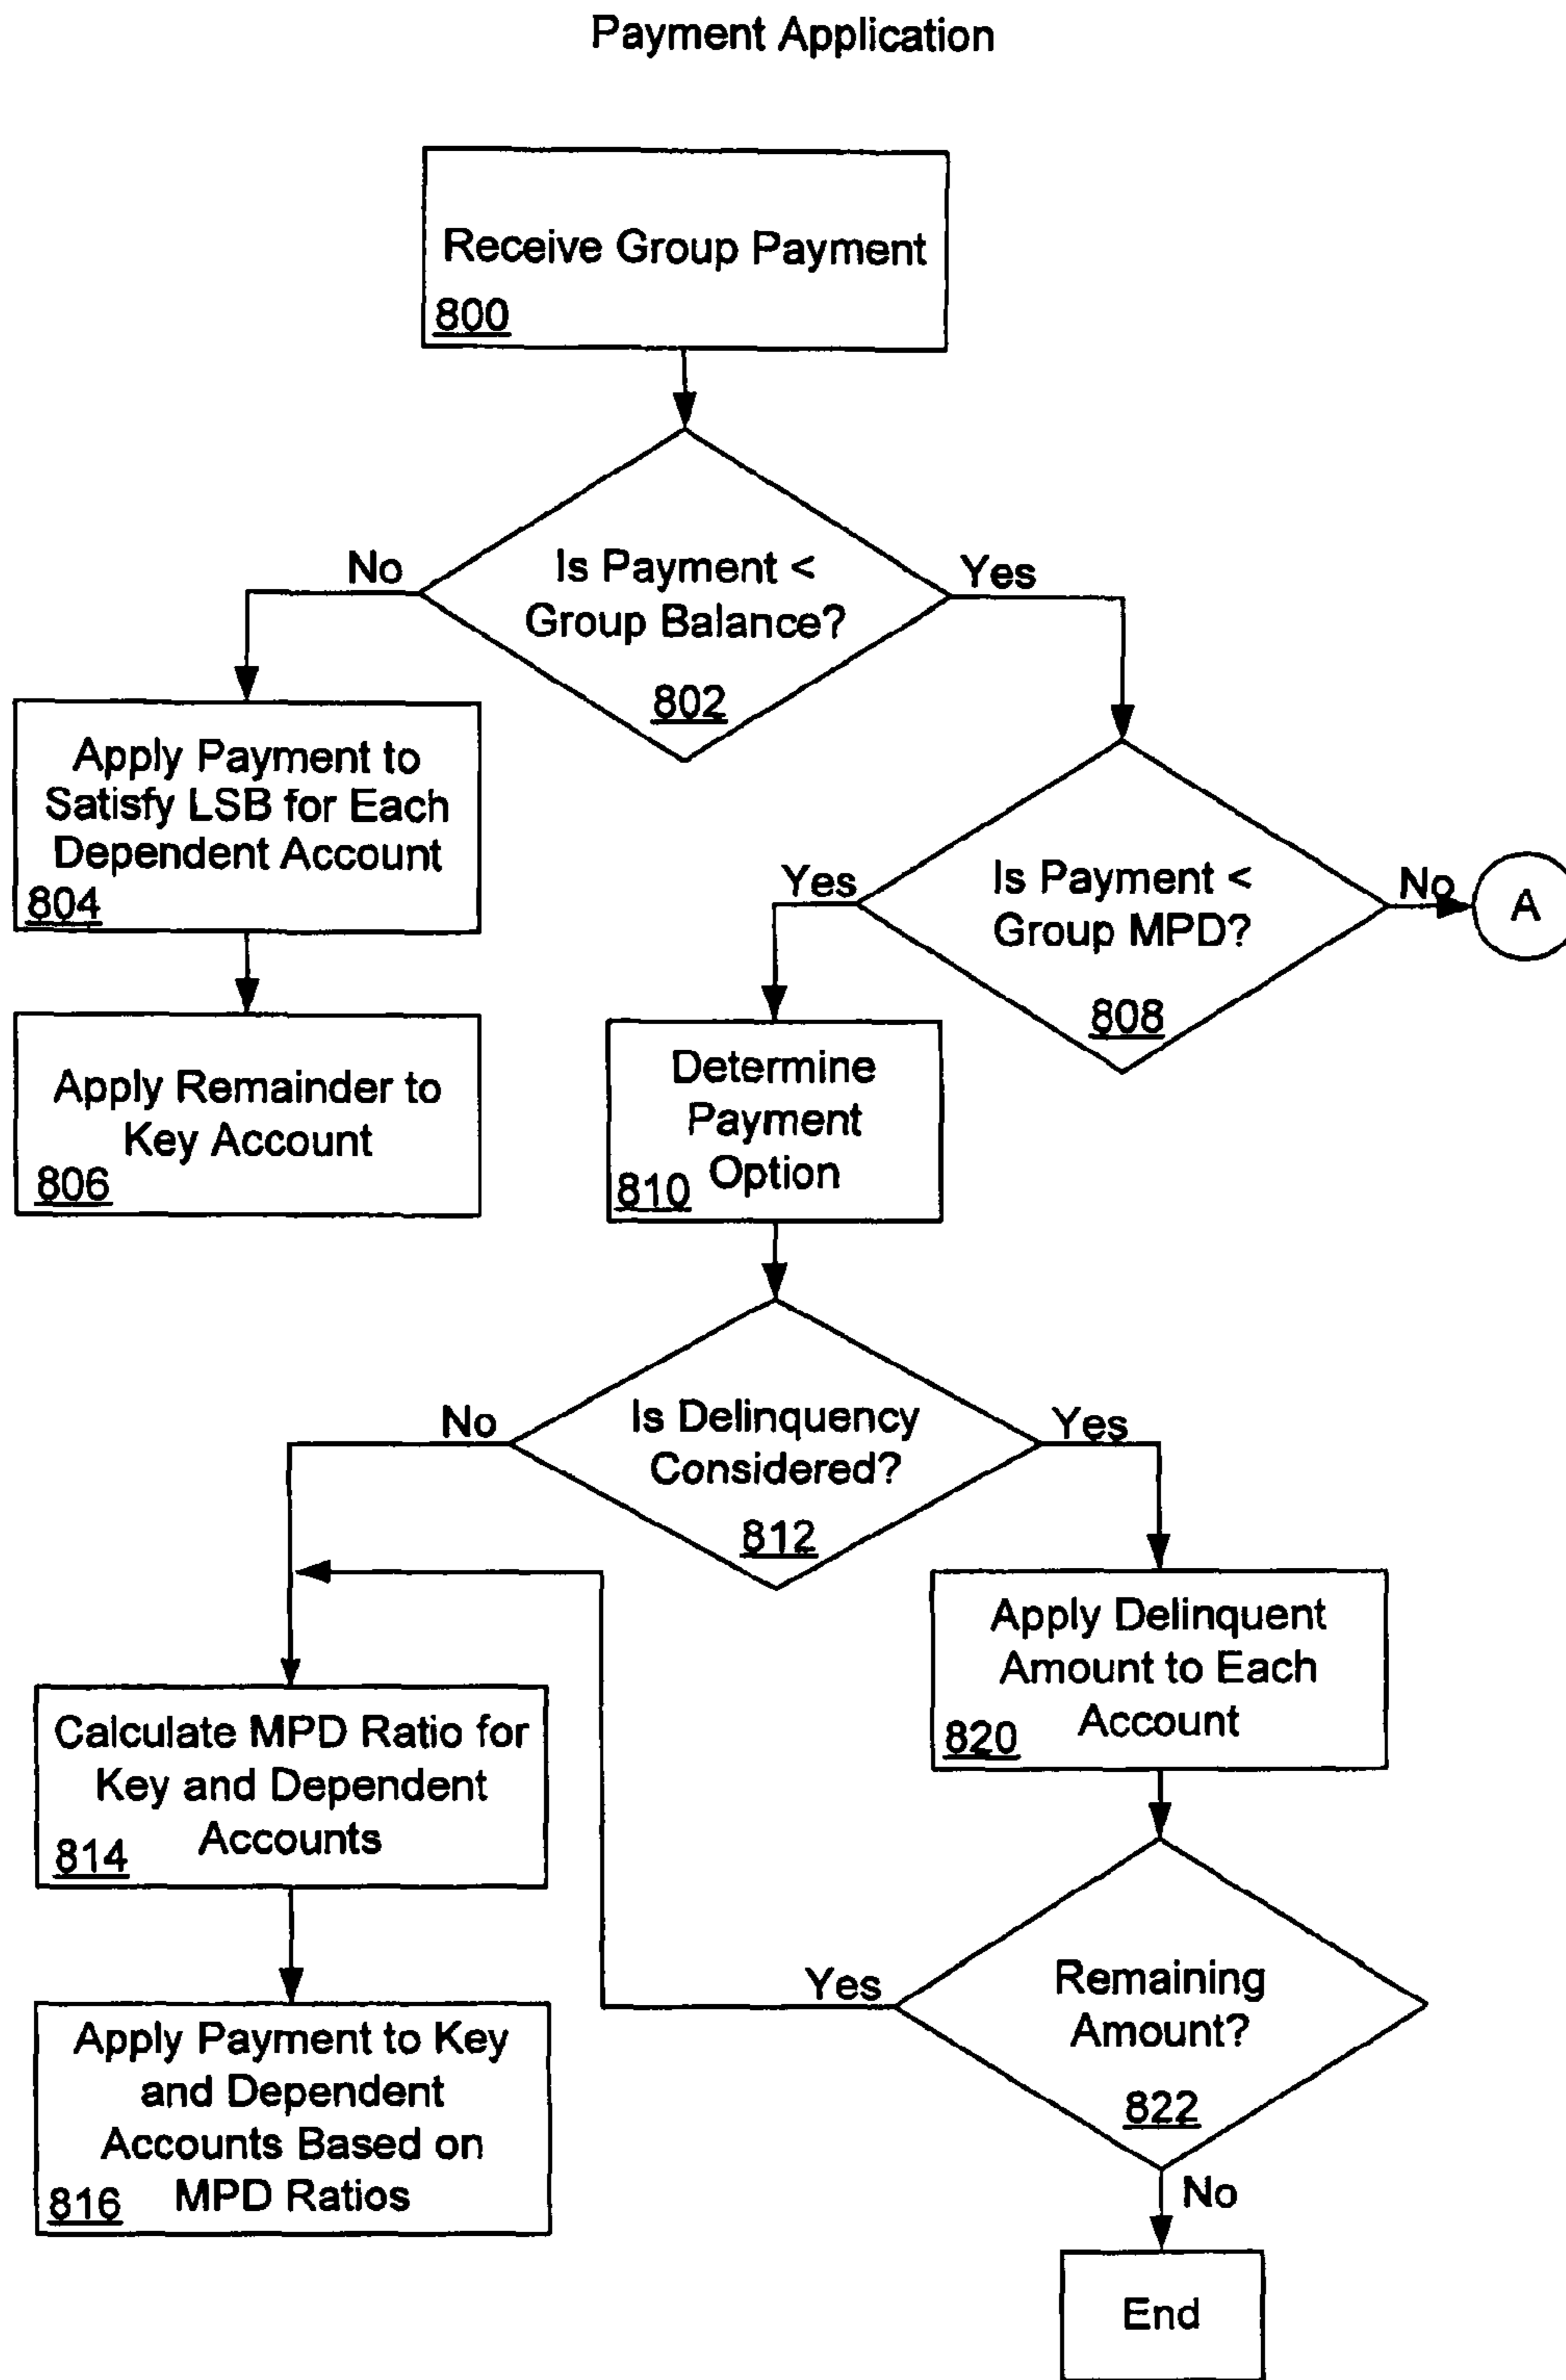 Payment Application
Receive Group Payment
800
Is Payment <
Group Balance?
802
No
Yes
Apply Payment to
Satisfy LSB for Each
Dependent Account
804
Apply Remainder to
Key Account
806
Is Payment <
Group MPD?
808
Yes
No
A
Determine
Payment
Option
810
Is Delinquency
Considered?
812
No
Yes
Calculate MPD Ratio for
Key and Dependent
Accounts
814
Apply Payment to Key
and Dependent
Accounts Based on
MPD Ratios
816
Apply Delinquent
Amount to Each
Account
820
Remaining
Amount?
822
Yes
No
End